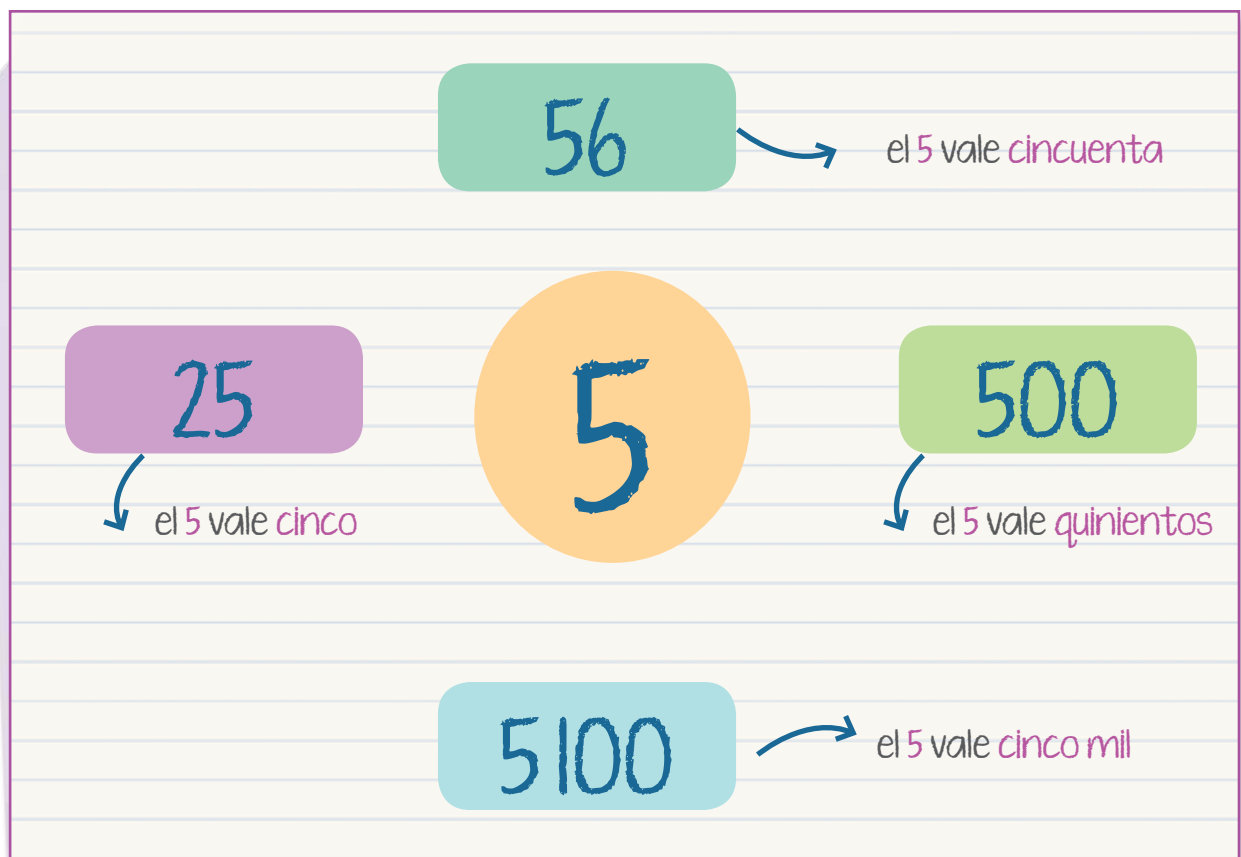 56
el 5 vale cincuenta
25
el 5 vale cinco
5
500
el 5 vale quinientos
5100
el 5 vale cinco mil